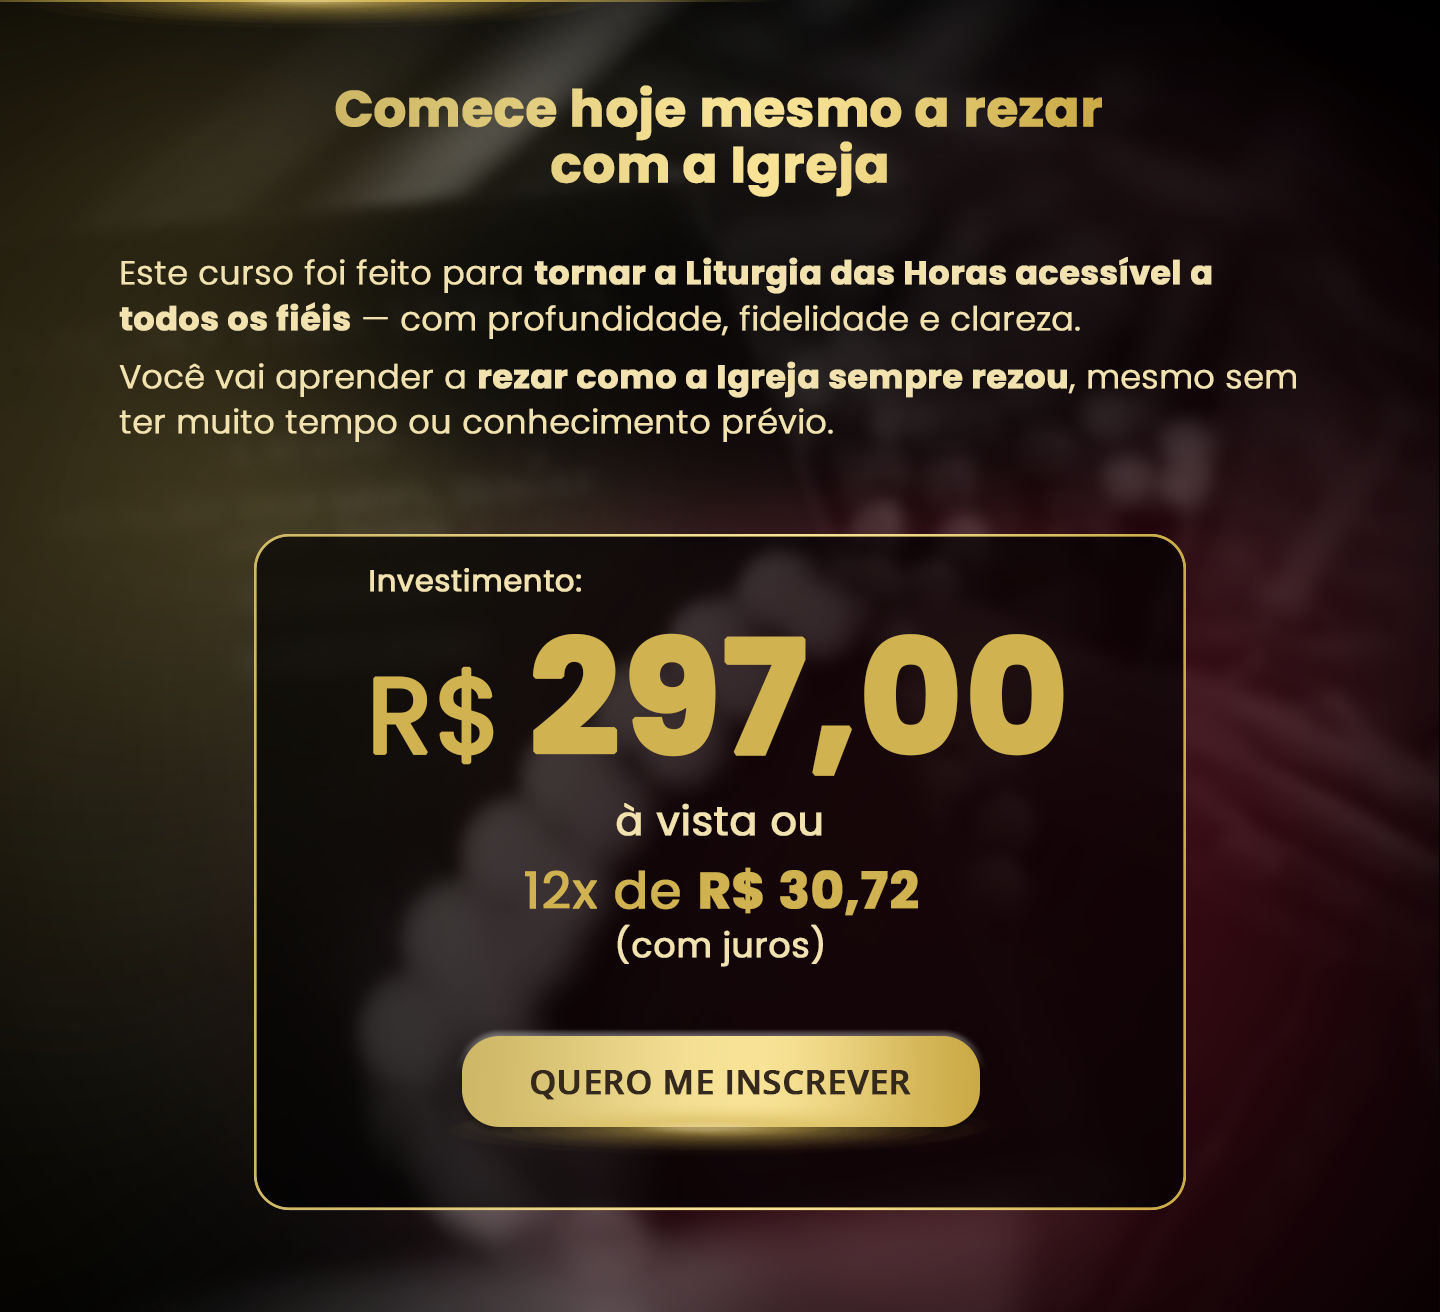 Comece hoje mesmo a rezar
com a Igreja
Este curso foi feito para tornar a Liturgia das Horas acessível a
todos os fiéis — com profundidade, fidelidade e clareza.
Você vai aprender a rezar como a Igreja sempre rezou, mesmo sem
ter muito tempo ou conhecimento prévio.
Investimento:
R$ 297,00
à vista ou
12x de R$ 30,72
(com juros)
QUERO ME INSCREVER